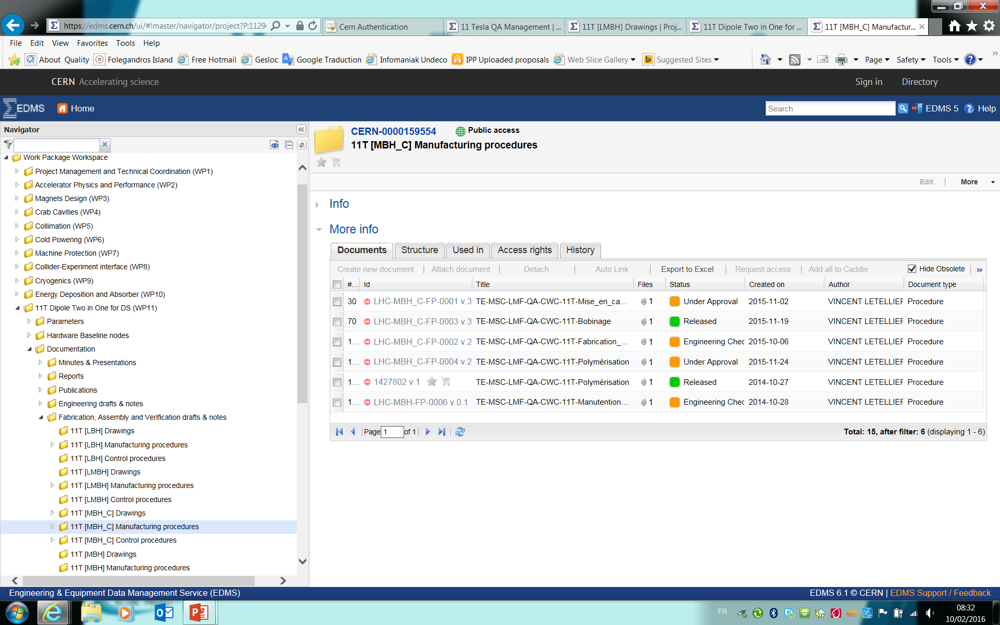 https://edms.cern.ch/ui/#!master/navigator/project?P:1129
Cern Authentication
11 Tesla QA Management | ...
11T [LMBH] Drawings | Proj...
11T Dipole Two in One for ...
11T [MBH_C] Manufactur...
File Edit View Favorites Tools Help
About Quality Folegandros Island Free Hotmail Gesloc Google Traduction Infomaniak Undeco IPP Uploaded proposals Web Slice Gallery Suggested Sites Page Safety Tools
CERN Accelerating science Sign in Directory
EDMS Home Search EDMS 5 Help
Navigator
Work Package Workspace
Project Management and Technical Coordination (WP1)
Accelerator Physics and Performance (WP2)
Magnets Design (WP3)
Crab Cavities (WP4)
Collimation (WP5)
Cold Powering (WP6)
Machine Protection (WP7)
Collider-Experiment interface (WP8)
Cryogenics (WP9)
Energy Deposition and Absorber (WP10)
11T Dipole Two in One for DS (WP11)
Parameters
Hardware Baseline nodes
Documentation
Minutes & Presentations
Reports
Publications
Engineering drafts & notes
Fabrication, Assembly and Verification drafts & notes
11T [LBH] Drawings
11T [LBH] Manufacturing procedures
11T [LBH] Control procedures
11T [LMBH] Drawings
11T [LMBH] Manufacturing procedures
11T [LMBH] Control procedures
11T [MBH_C] Drawings
11T [MBH_C] Manufacturing procedures
11T [MBH_C] Control procedures
11T [MBH] Drawings
11T [MBH] Manufacturing procedures
CERN-0000159554 Public access
11T [MBH_C] Manufacturing procedures
Edit | More
Info
More info
Documents Structure Used in Access rights History
Create new document | Attach document | Detach | Auto Link | Export to Excel | Request access | Add all to Caddie Hide Obsolete | »
#... Id Title Files Status Created on Author Document type
30 LHC-MBH_C-FP-0001 v.3 TE-MSC-LMF-QA-CWC-11T-Mise_en_ca... 1 Under Approval 2015-11-02 VINCENT LETELLIER Procedure
70 LHC-MBH_C-FP-0003 v.3 TE-MSC-LMF-QA-CWC-11T-Bobinage 1 Released 2015-11-19 VINCENT LETELLIER Procedure
1... LHC-MBH_C-FP-0002 v.2 TE-MSC-LMF-QA-CWC-11T-Fabrication_... 1 Engineering Chec 2015-10-06 VINCENT LETELLIER Procedure
1... LHC-MBH_C-FP-0004 v.2 TE-MSC-LMF-QA-CWC-11T-Polymérisation 1 Under Approval 2015-11-24 VINCENT LETELLIER Procedure
1... 1427802 v.1 TE-MSC-LMF-QA-CWC-11T-Polymérisation 1 Released 2014-10-27 VINCENT LETELLIER Procedure
1... LHC-MBH-FP-0006 v.0.1 TE-MSC-LMF-QA-CWC-11T-Manutention... 1 Engineering Chec 2014-10-28 VINCENT LETELLIER Procedure
Page 1 of 1 Total: 15, after filter: 6 (displaying 1 - 6)
Engineering & Equipment Data Management Service (EDMS) EDMS 6.1 © CERN | EDMS Support / Feedback
FR 08:32
10/02/2016